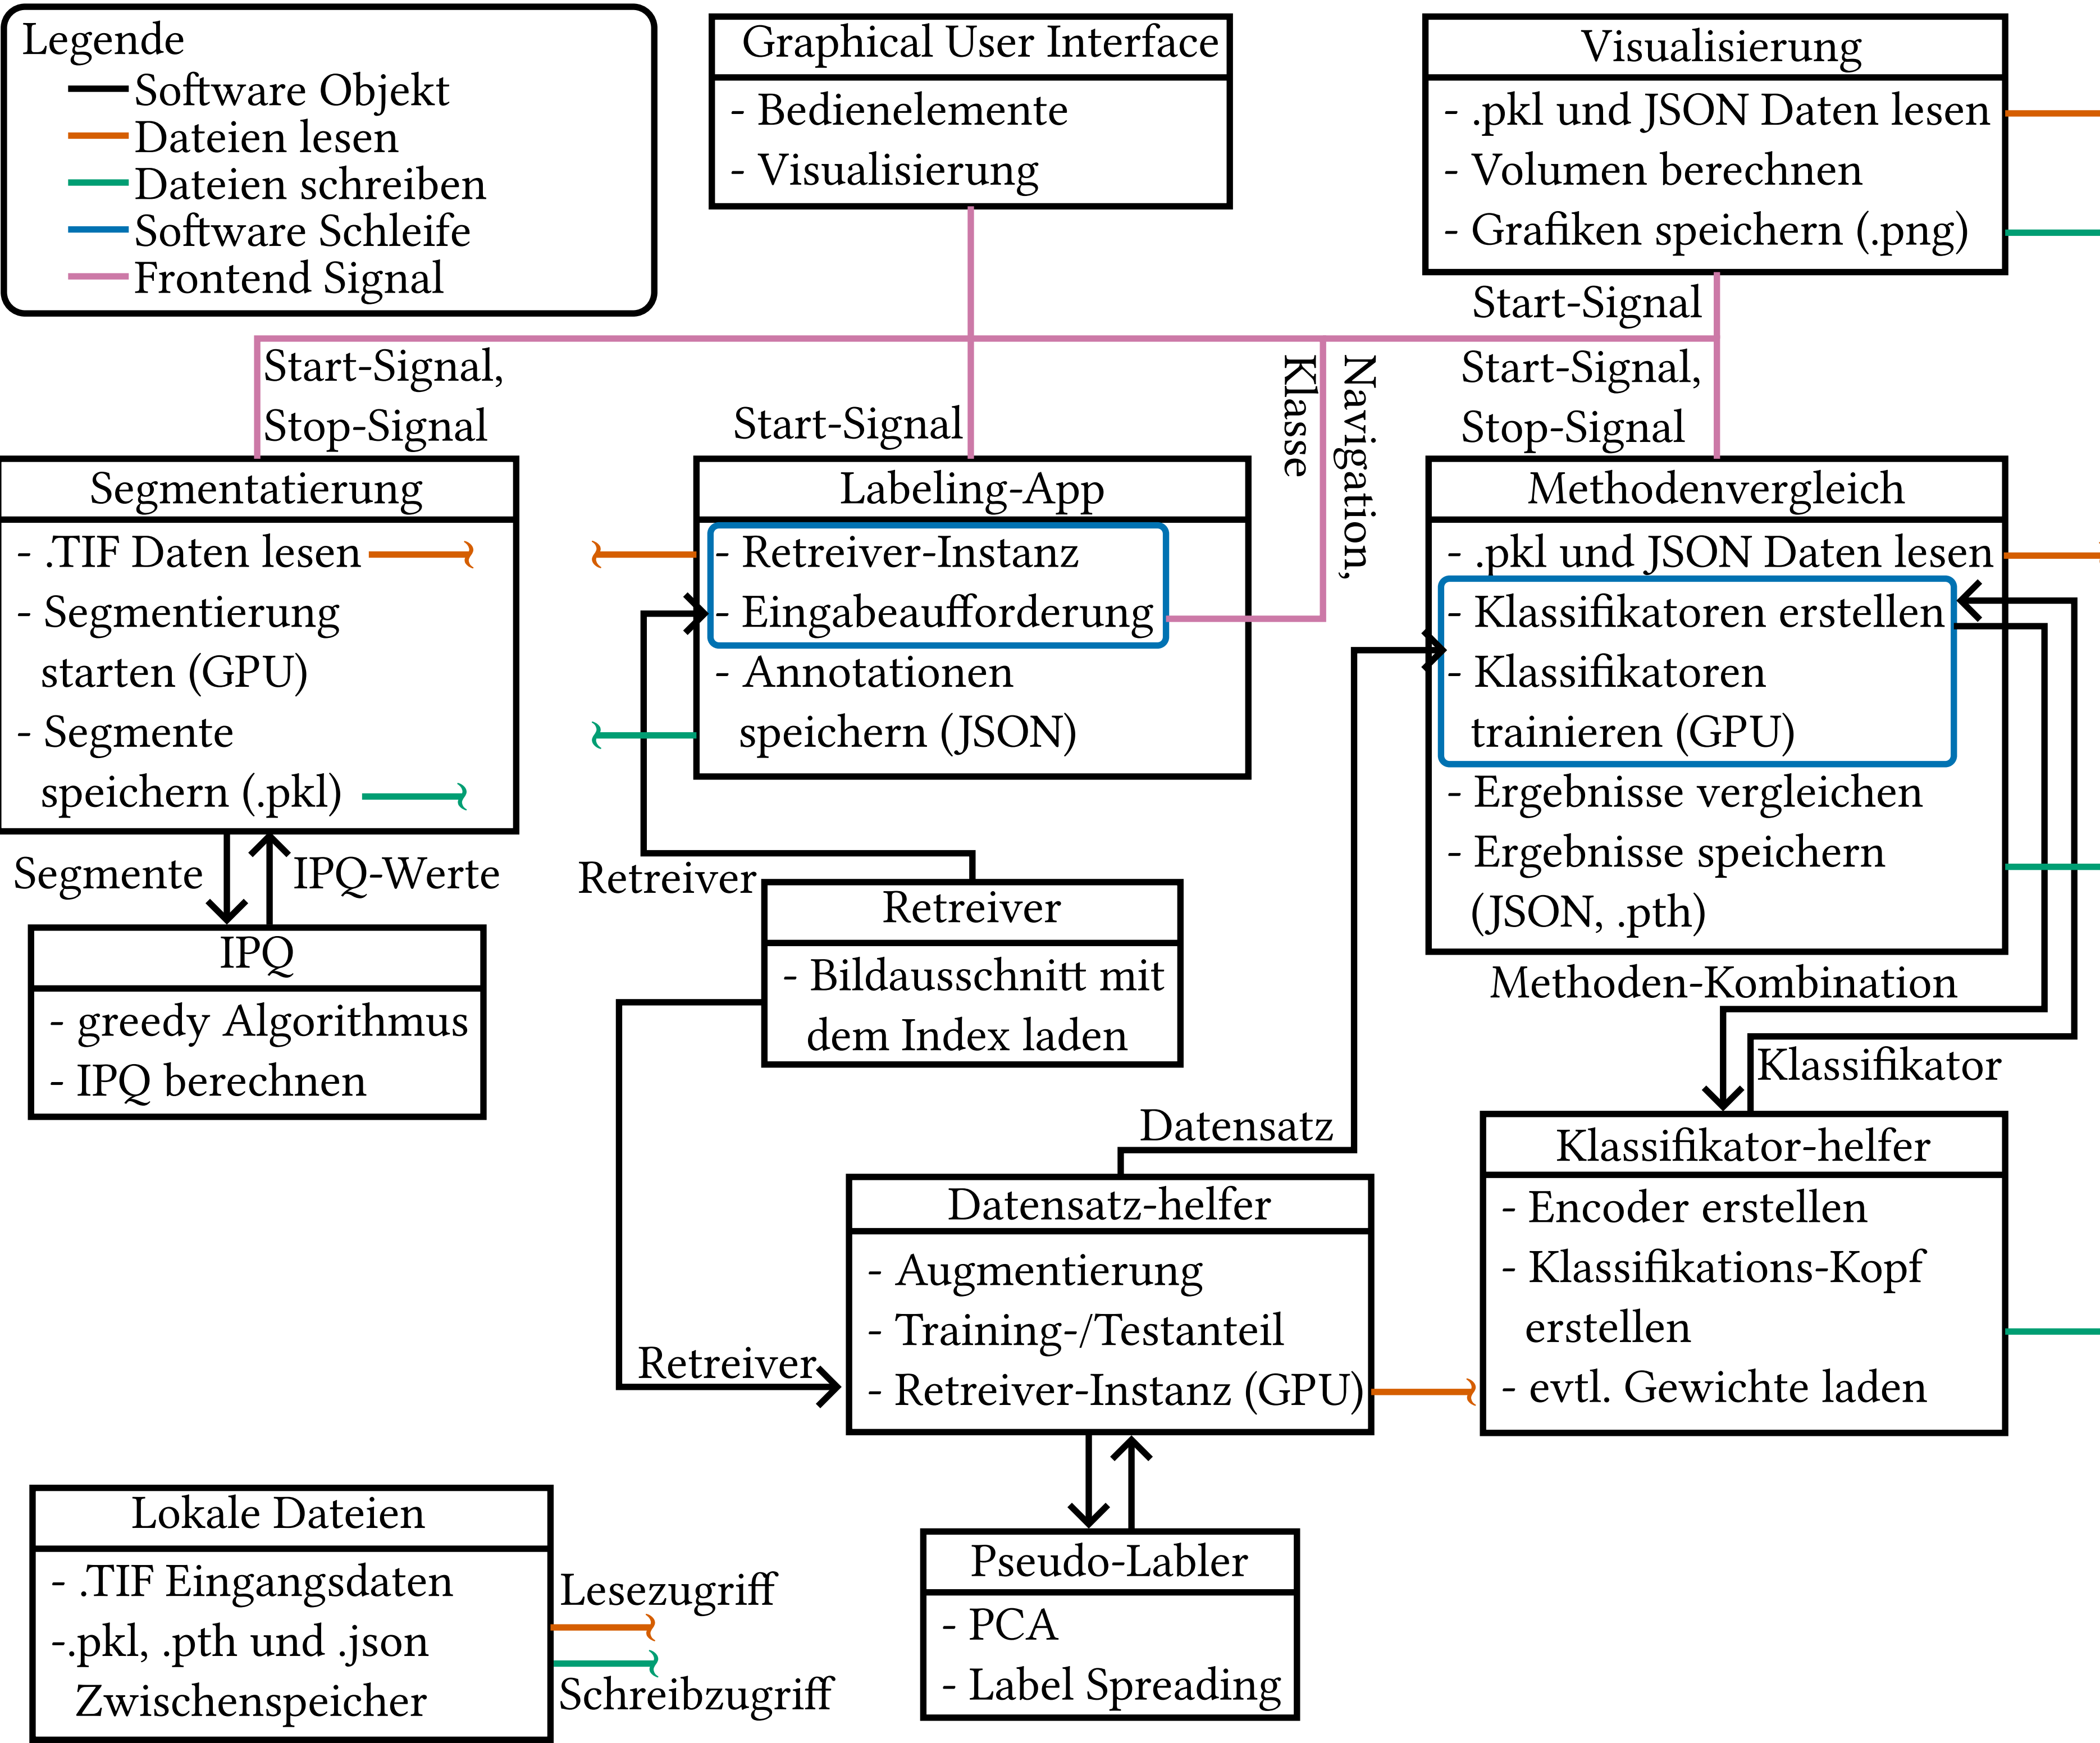 Legende
Software Objekt
Dateien lesen
Dateien schreiben
Software Schleife
Frontend Signal
Graphical User Interface
- Bedienelemente
- Visualisierung
Visualisierung
- .pkl und JSON Daten lesen
- Volumen berechnen
- Grafiken speichern (.png)
Start-Signal
Start-Signal,
Stop-Signal
Start-Signal
Klasse
Navigation,
Start-Signal,
Stop-Signal
Segmentatierung
- .TIF Daten lesen
- Segmentierung
starten (GPU)
- Segmente
speichern (.pkl)
Labeling-App
- Retreiver-Instanz
- Eingabeaufforderung
- Annotationen
speichern (JSON)
Methodenvergleich
- .pkl und JSON Daten lesen
- Klassifikatoren erstellen
- Klassifikatoren
trainieren (GPU)
- Ergebnisse vergleichen
- Ergebnisse speichern
(JSON, .pth)
Segmente
IPQ-Werte
IPQ
- greedy Algorithmus
- IPQ berechnen
Retreiver
Retreiver
- Bildausschnitt mit
dem Index laden
Methoden-Kombination
Klassifikator
Datensatz
Retreiver
Datensatz-helfer
- Augmentierung
- Training-/Testanteil
- Retreiver-Instanz (GPU)
Klassifikator-helfer
- Encoder erstellen
- Klassifikations-Kopf
erstellen
- evtl. Gewichte laden
Lokale Dateien
- .TIF Eingangsdaten
-.pkl, .pth und .json
Zwischenspeicher
Lesezugriff
Schreibzugriff
Pseudo-Labler
- PCA
- Label Spreading